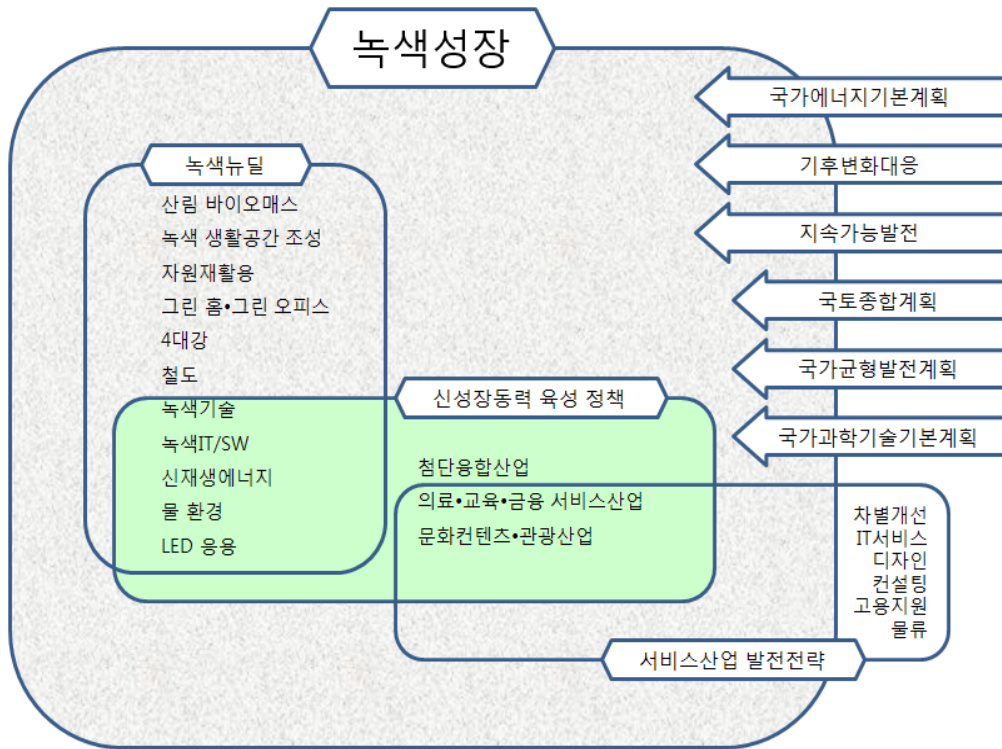 녹색성장
국가에너지기본계획
기후변화대응
지속가능발전
국토종합계획
국가균형발전계획
국가과학기술기본계획
녹색뉴딜
산림 바이오매스
녹색 생활공간 조성
자원재활용
그린 홈•그린 오피스
4대강
철도
녹색기술
녹색IT/SW
신재생에너지
물 환경
LED 응용
신성장동력 육성 정책
첨단융합산업
의료•교육•금융 서비스산업
문화컨텐츠•관광산업
차별개선
IT서비스
디자인
컨설팅
고용지원
물류
서비스산업 발전전략